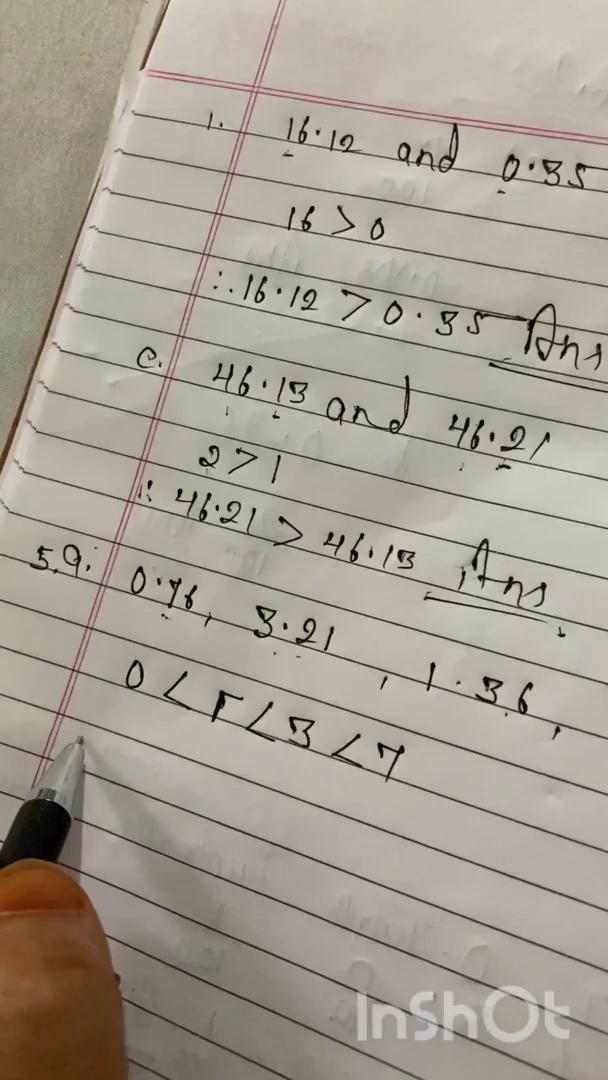 1. 16.12 and 0.35
16 > 0
∴ 16.12 > 0.35 Ans
c. 46.13 and 46.21
2 > 1
∴ 46.21 > 46.13 Ans.
5.a. 0.76, 3.21, 1.36,
0 < 1 < 3 < 7
InShOt